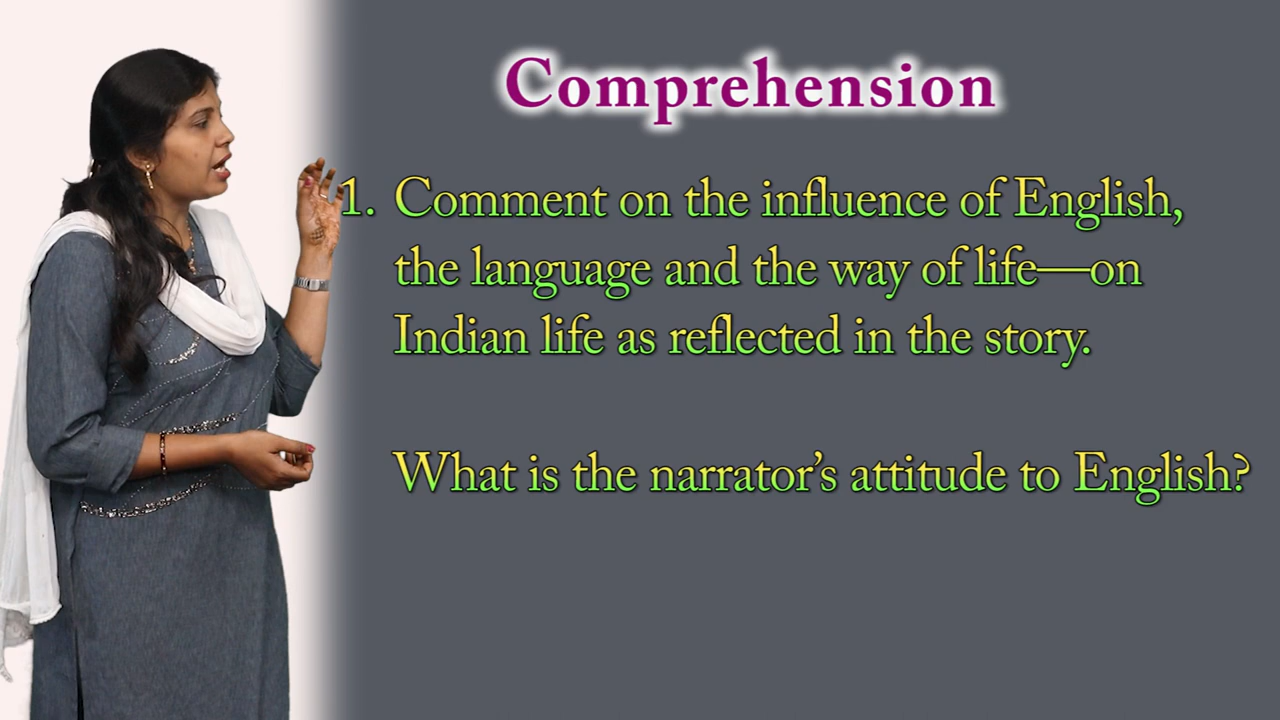 Comprehension
1. Comment on the influence of English,
the language and the way of life—on
Indian life as reflected in the story.
What is the narrator’s attitude to English?